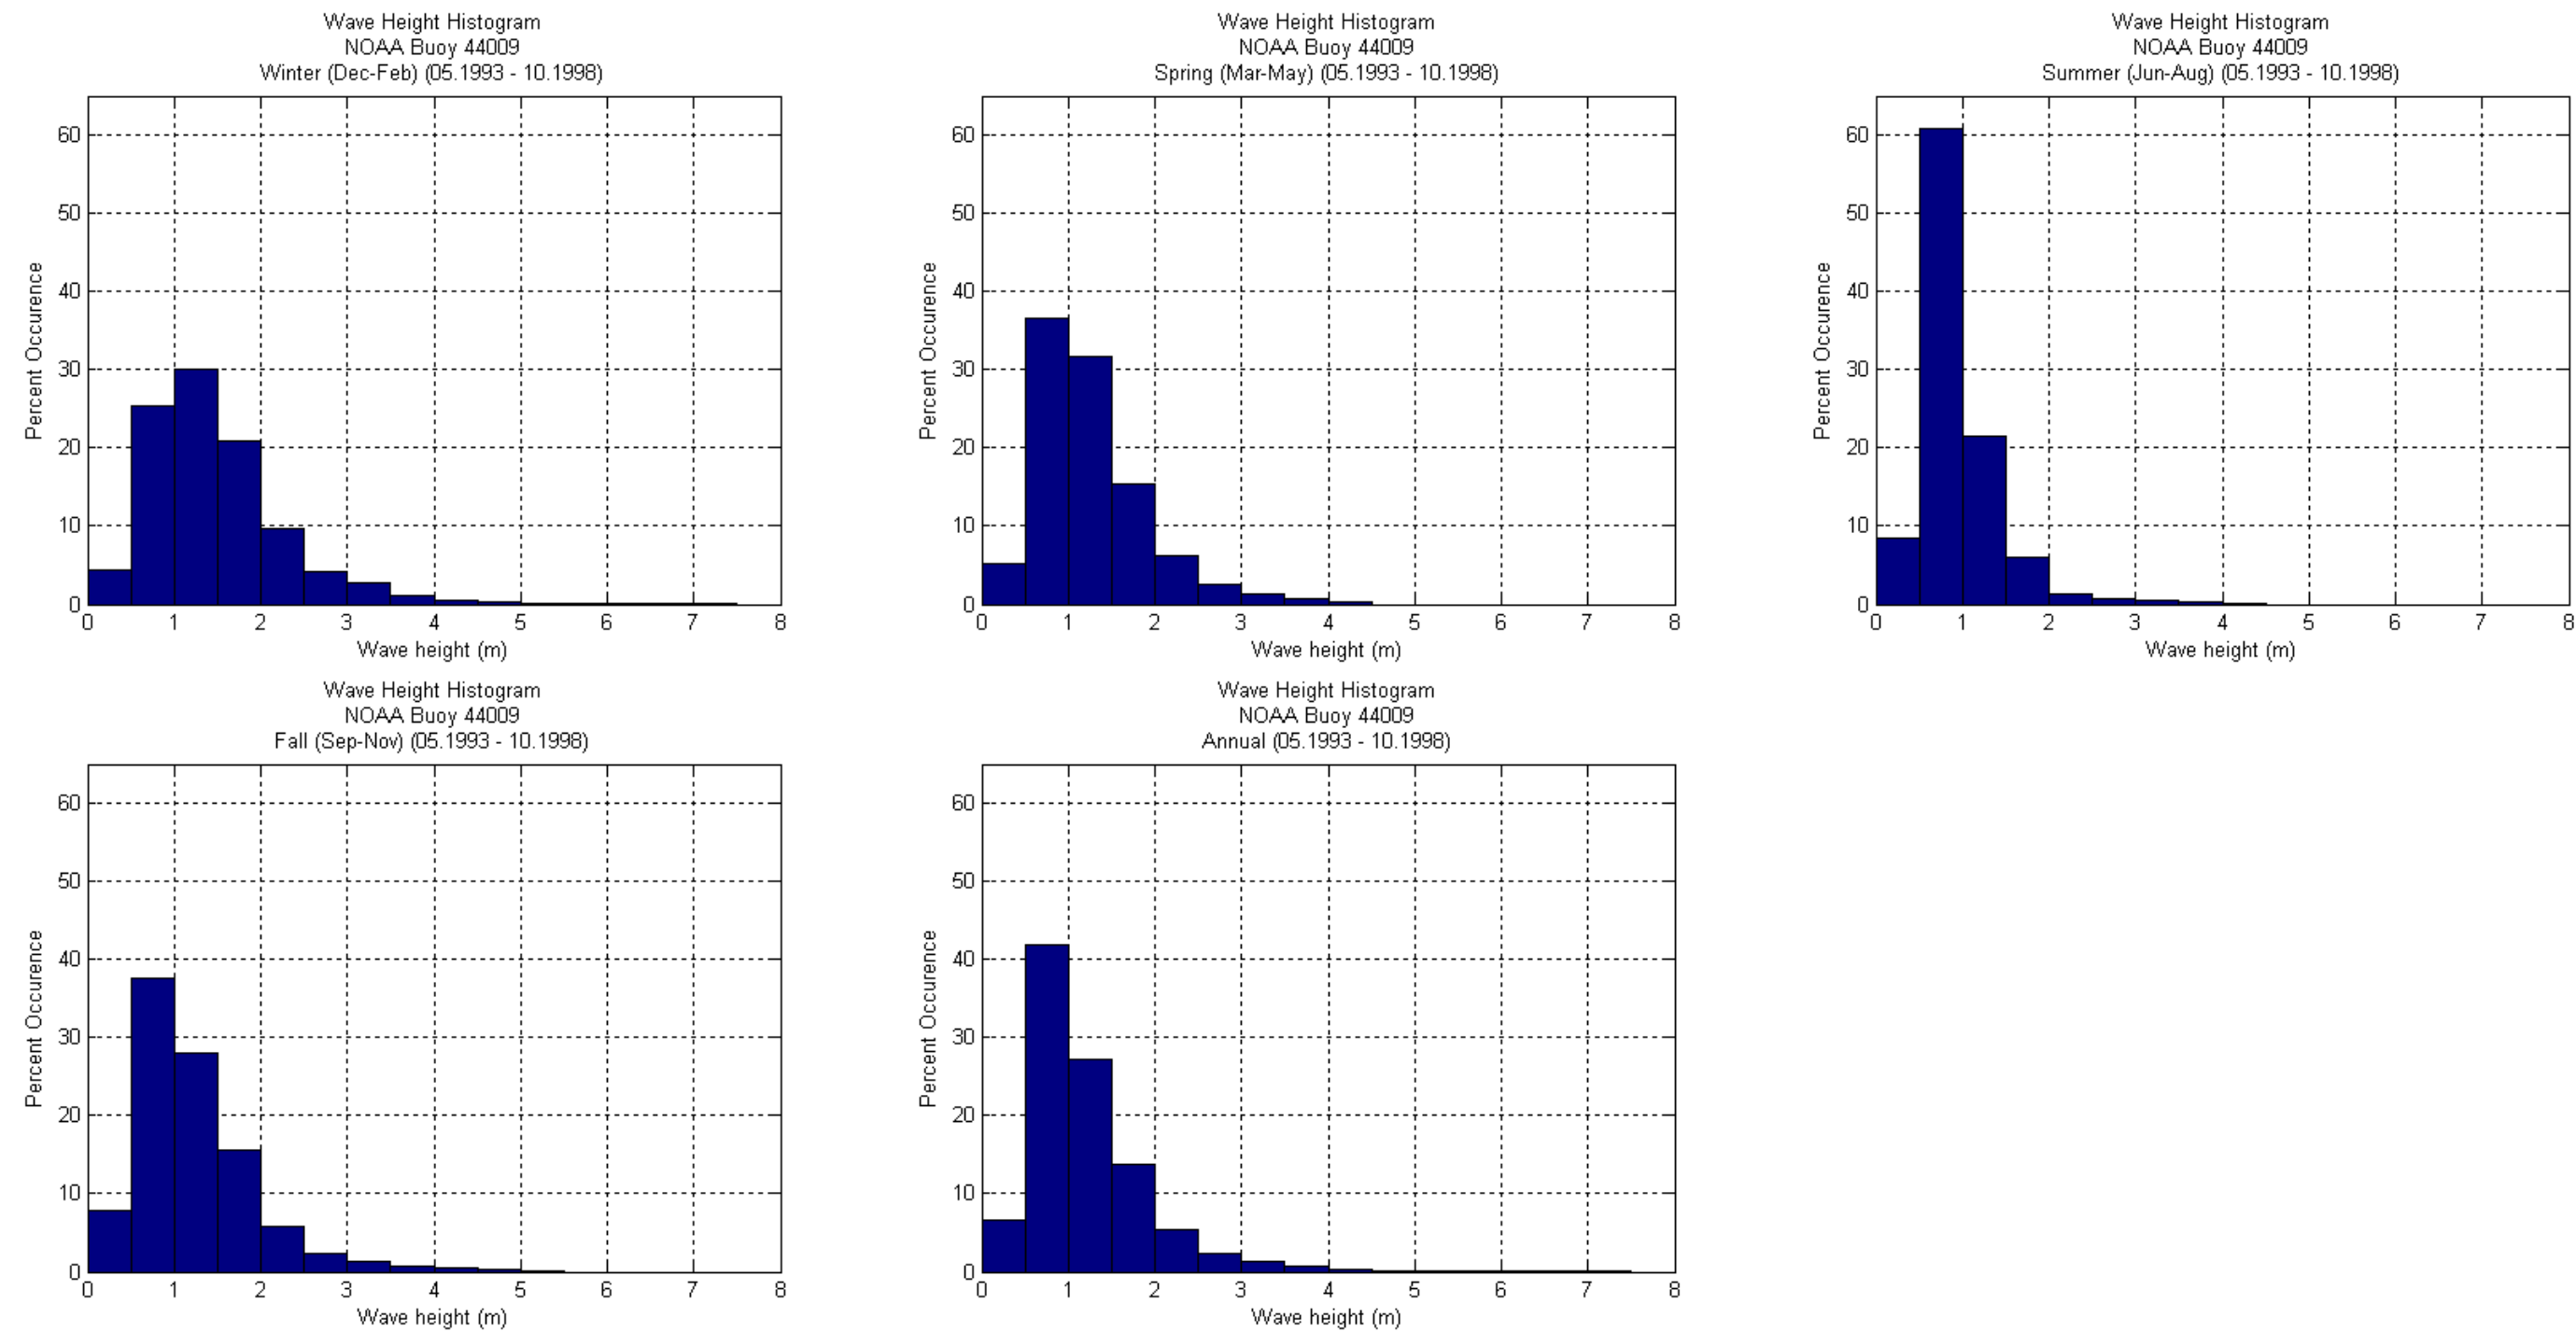 Wave Height Histogram
NOAA Buoy 44009
Winter (Dec-Feb) (05.1993 - 10.1998)
60
50
40
30
20
10
0
Percent Occurence
0 1 2 3 4 5 6 7 8
Wave height (m)
Wave Height Histogram
NOAA Buoy 44009
Spring (Mar-May) (05.1993 - 10.1998)
60
50
40
30
20
10
0
Percent Occurence
0 1 2 3 4 5 6 7 8
Wave height (m)
Wave Height Histogram
NOAA Buoy 44009
Summer (Jun-Aug) (05.1993 - 10.1998)
60
50
40
30
20
10
0
Percent Occurence
0 1 2 3 4 5 6 7 8
Wave height (m)
Wave Height Histogram
NOAA Buoy 44009
Fall (Sep-Nov) (05.1993 - 10.1998)
60
50
40
30
20
10
0
Percent Occurence
0 1 2 3 4 5 6 7 8
Wave height (m)
Wave Height Histogram
NOAA Buoy 44009
Annual (05.1993 - 10.1998)
60
50
40
30
20
10
0
Percent Occurence
0 1 2 3 4 5 6 7 8
Wave height (m)